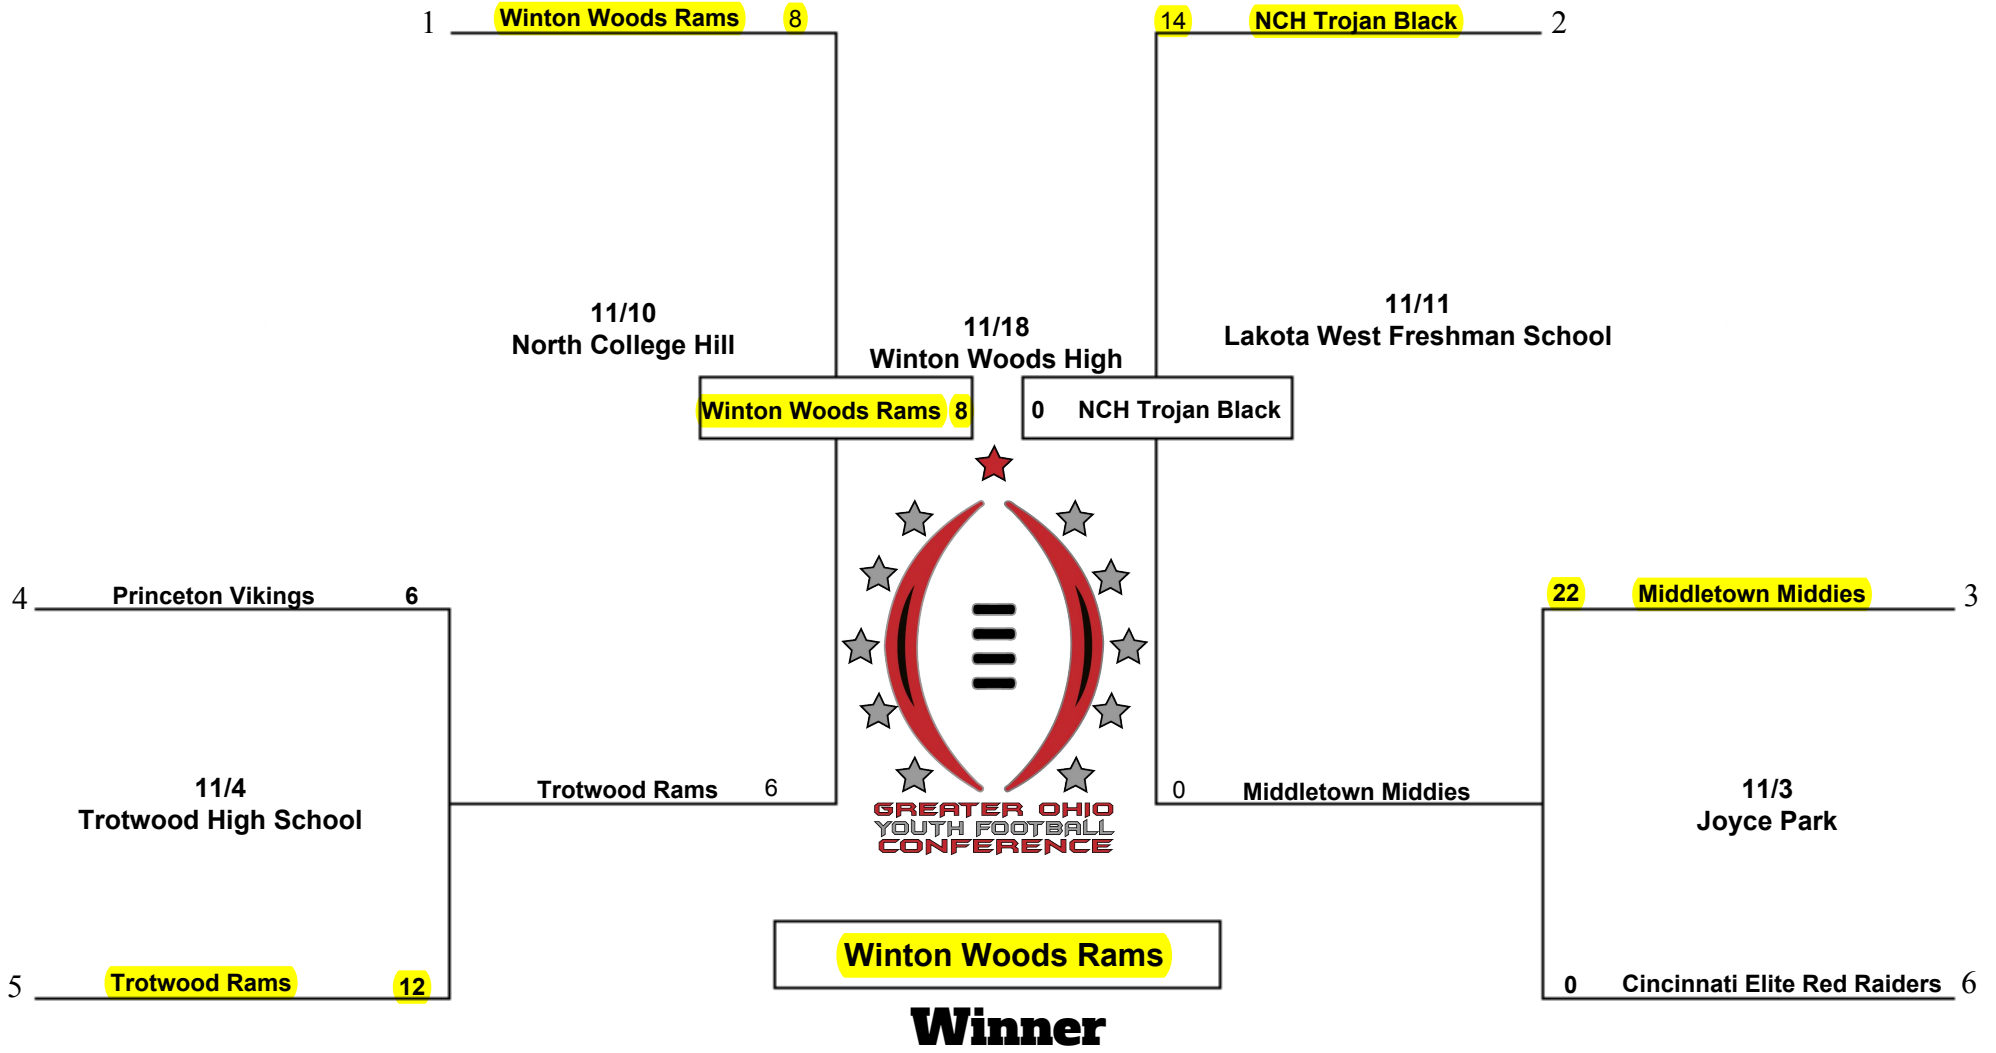 1 Winton Woods Rams 8
14 NCH Trojan Black 2
11/10
North College Hill
11/18
Winton Woods High
11/11
Lakota West Freshman School
Winton Woods Rams 8
0 NCH Trojan Black
4 Princeton Vikings 6
22 Middletown Middies 3
11/4
Trotwood High School
Trotwood Rams 6
0 Middletown Middies
11/3
Joyce Park
GREATER OHIO
YOUTH FOOTBALL
CONFERENCE
5 Trotwood Rams 12
0 Cincinnati Elite Red Raiders 6
Winton Woods Rams
Winner